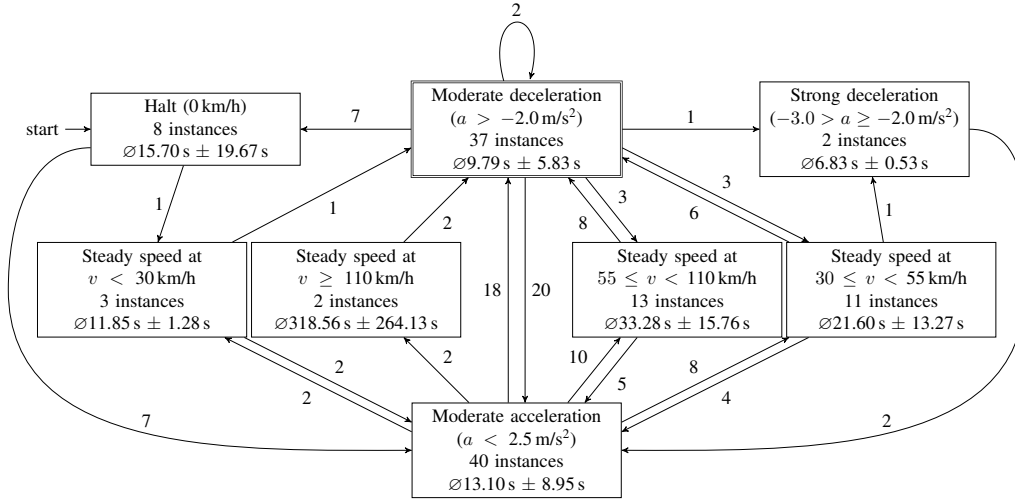 2
Halt (0 km/h)
8 instances
∅15.70 s ± 19.67 s
start
7
Moderate deceleration
(a > −2.0 m/s²)
37 instances
∅9.79 s ± 5.83 s
1
Strong deceleration
(−3.0 > a ≥ −2.0 m/s²)
2 instances
∅6.83 s ± 0.53 s
1
1
2
3
8
3
6
1
Steady speed at
v < 30 km/h
3 instances
∅11.85 s ± 1.28 s
Steady speed at
v ≥ 110 km/h
2 instances
∅318.56 s ± 264.13 s
18
20
Steady speed at
55 ≤ v < 110 km/h
13 instances
∅33.28 s ± 15.76 s
Steady speed at
30 ≤ v < 55 km/h
11 instances
∅21.60 s ± 13.27 s
2
2
2
10
5
8
4
7
2
Moderate acceleration
(a < 2.5 m/s²)
40 instances
∅13.10 s ± 8.95 s